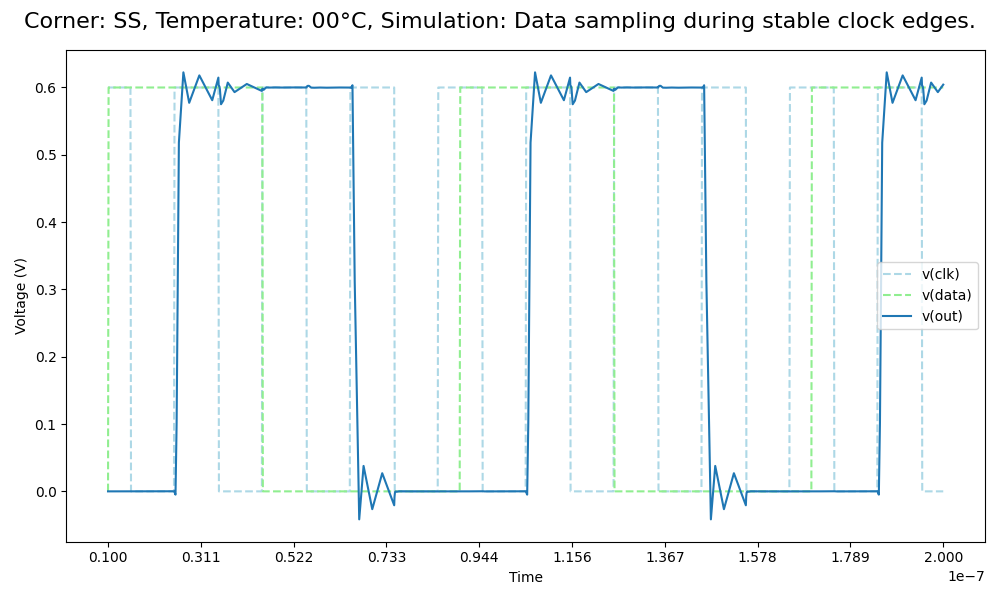 Corner: SS, Temperature: 00°C, Simulation: Data sampling during stable clock edges.
Voltage (V)
0.6
0.5
0.4
0.3
0.2
0.1
0.0
v(clk)
v(data)
v(out)
0.100 0.311 0.522 0.733 0.944 1.156 1.367 1.578 1.789 2.000
Time
1e−7